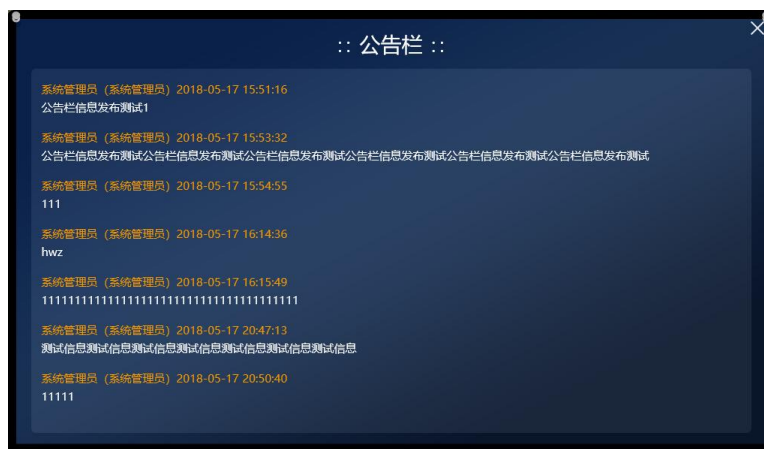 :: 公告栏 ::
系统管理员 (系统管理员) 2018-05-17 15:51:16
公告栏信息发布测试1
系统管理员 (系统管理员) 2018-05-17 15:53:32
公告栏信息发布测试公告栏信息发布测试公告栏信息发布测试公告栏信息发布测试公告栏信息发布测试公告栏信息发布测试
系统管理员 (系统管理员) 2018-05-17 15:54:55
111
系统管理员 (系统管理员) 2018-05-17 16:14:36
hwz
系统管理员 (系统管理员) 2018-05-17 16:15:49
11111111111111111111111111111111111111
系统管理员 (系统管理员) 2018-05-17 20:47:13
测试信息测试信息测试信息测试信息测试信息测试信息测试信息
系统管理员 (系统管理员) 2018-05-17 20:50:40
11111